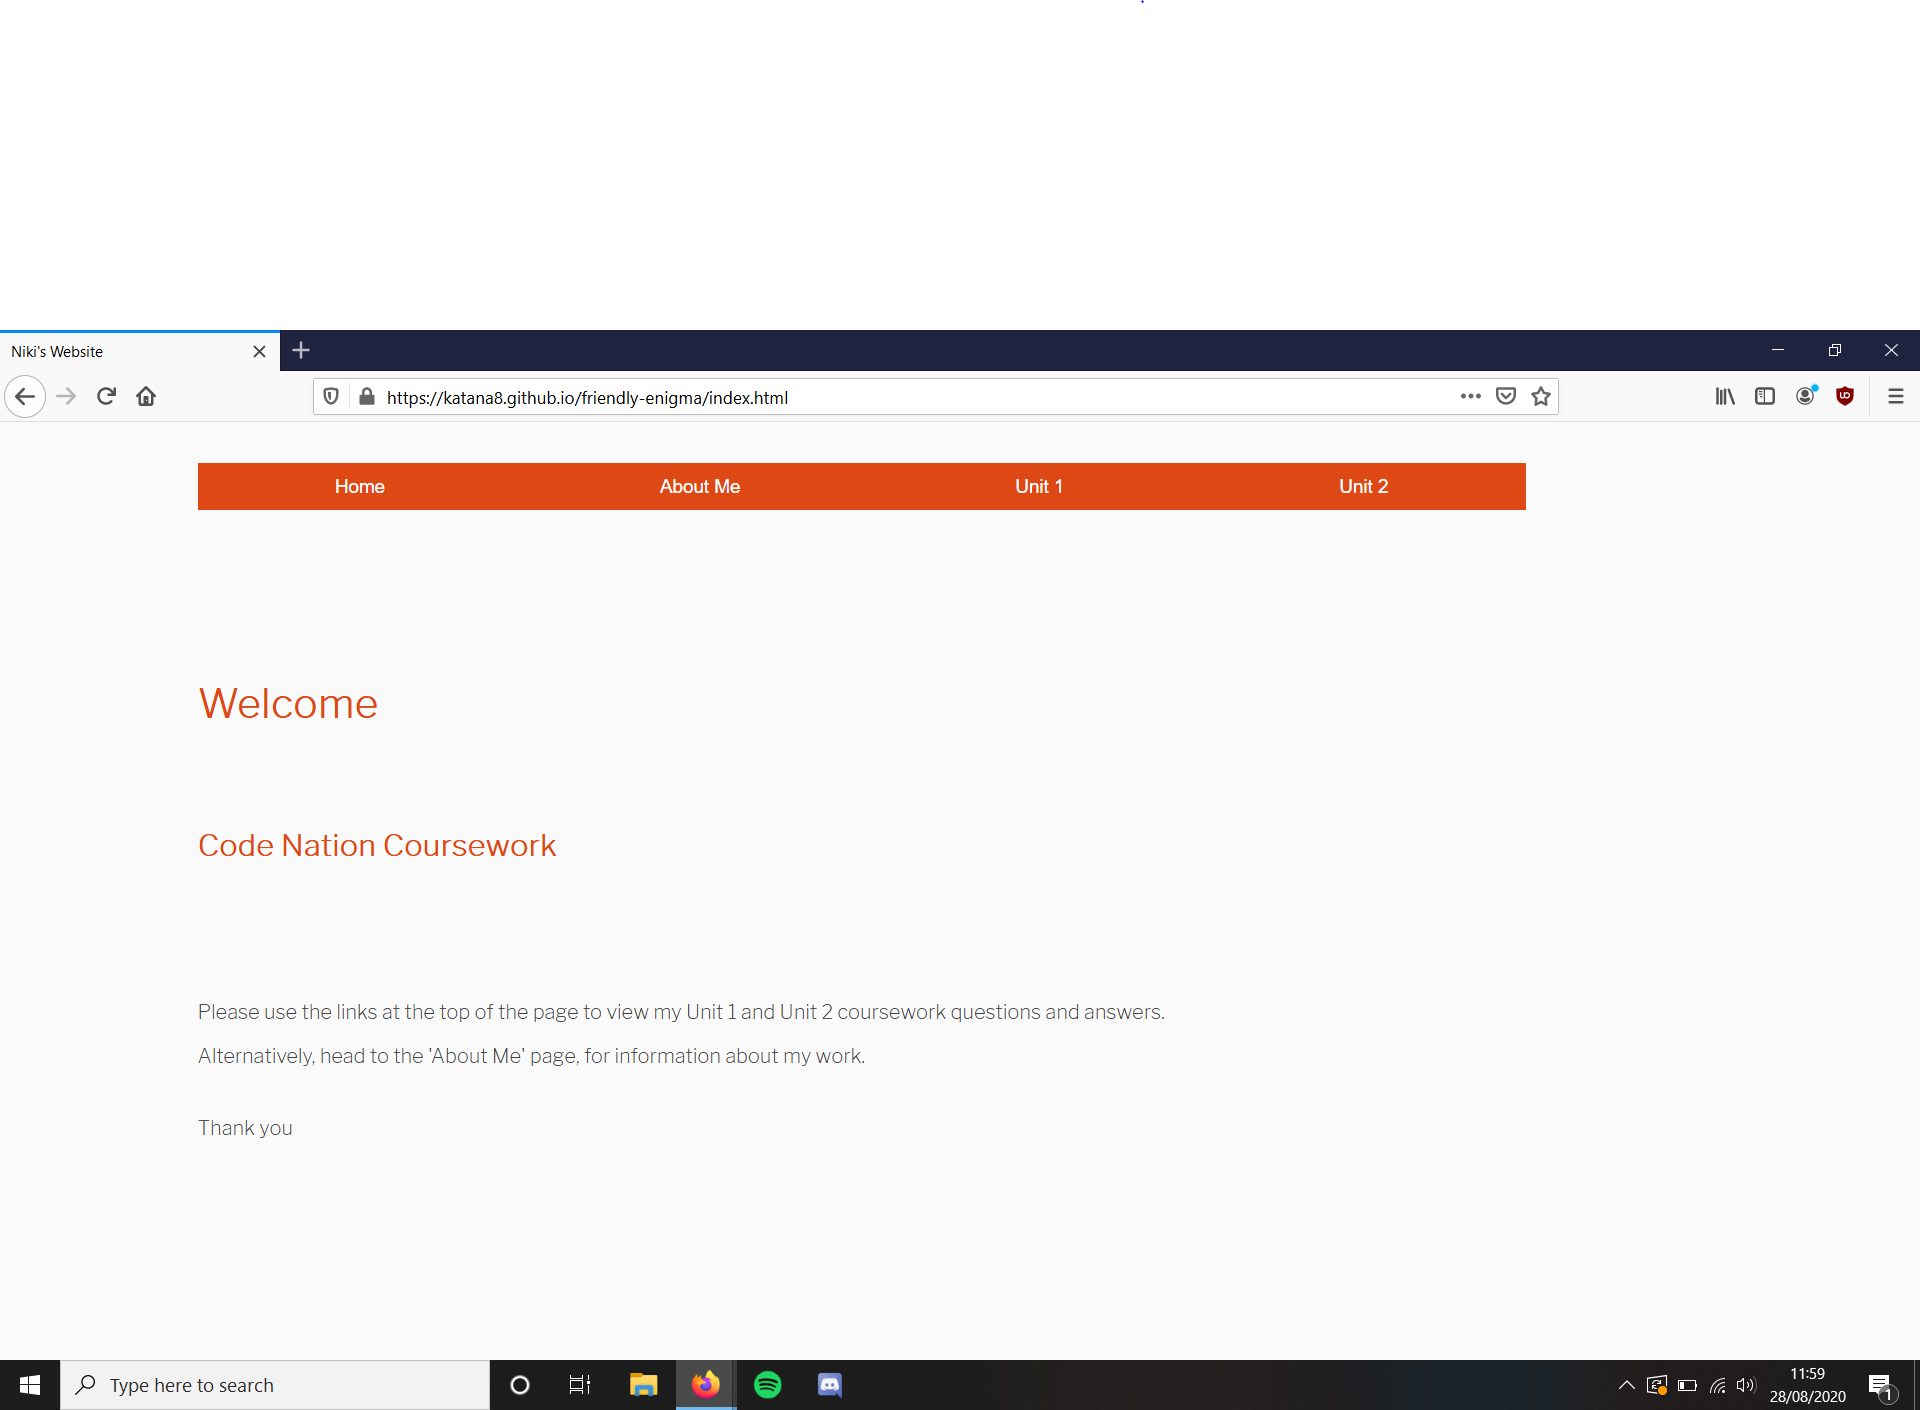 Niki's Website
https://katana8.github.io/friendly-enigma/index.html
Home About Me Unit 1 Unit 2
Welcome
Code Nation Coursework
Please use the links at the top of the page to view my Unit 1 and Unit 2 coursework questions and answers.
Alternatively, head to the 'About Me' page, for information about my work.
Thank you
Type here to search
11:59
28/08/2020
1